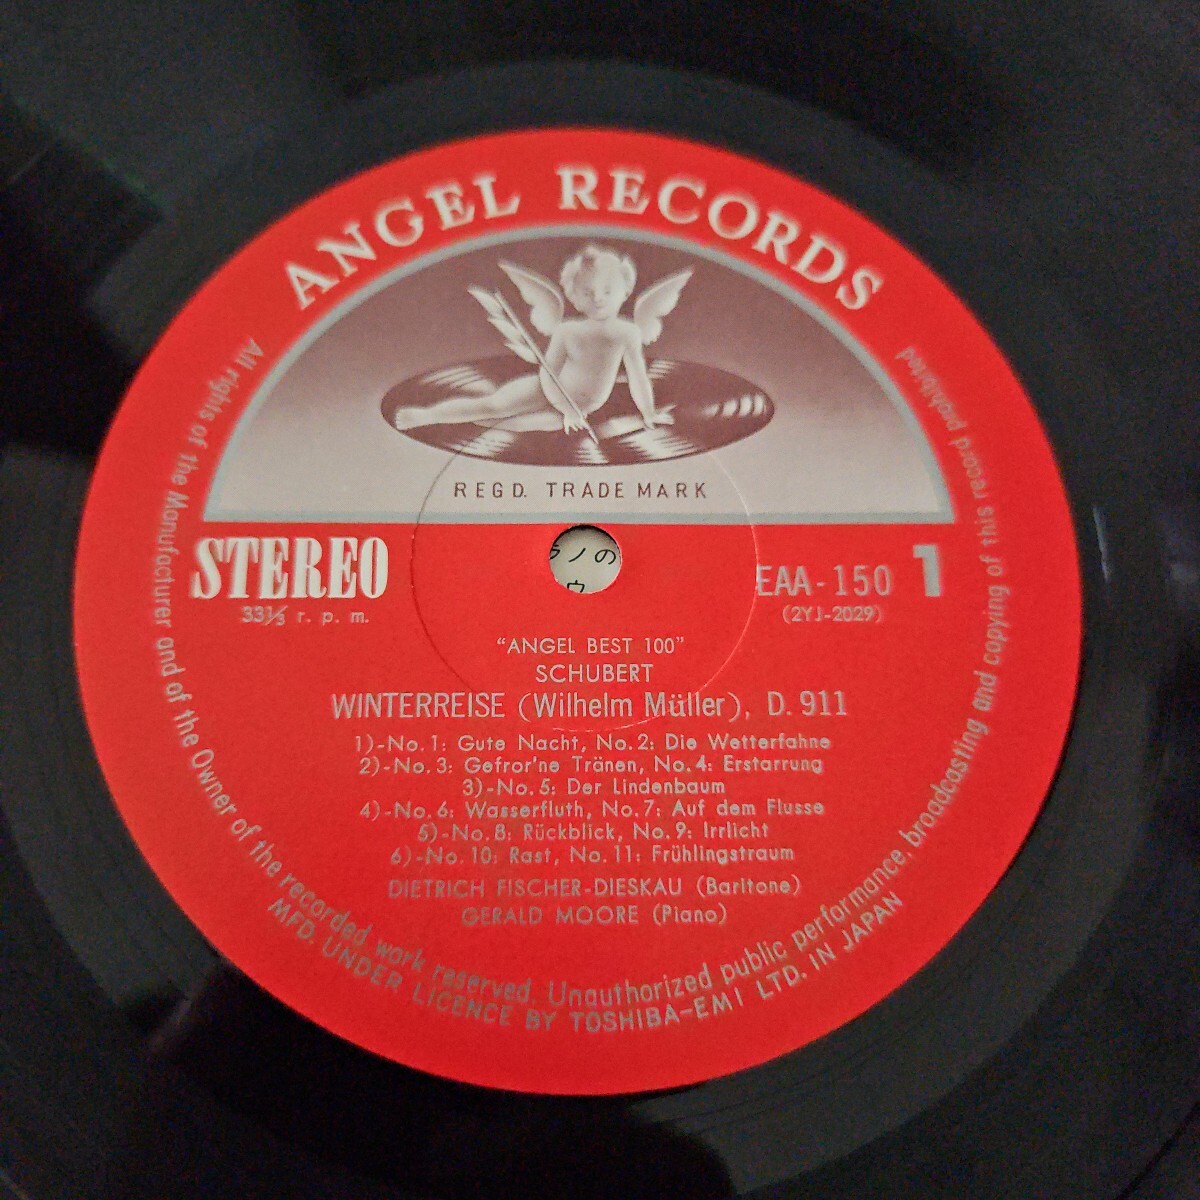 ANGEL RECORDS
REGD. TRADE MARK
STEREO
33⅓ r. p. m.
ラノの
ウ
EAA-150 1
(2YJ-2029)
"ANGEL BEST 100"
SCHUBERT
WINTERREISE (Wilhelm Müller), D. 911
1)-No. 1: Gute Nacht, No. 2: Die Wetterfahne
2)-No. 3: Gefror'ne Tränen, No. 4: Erstarrung
3)-No. 5: Der Lindenbaum
4)-No. 6: Wasserfluth, No. 7: Auf dem Flusse
5)-No. 8: Rückblick, No. 9: Irrlicht
6)-No. 10: Rast, No. 11: Frühlingstraum
DIETRICH FISCHER-DIESKAU (Baritone)
GERALD MOORE (Piano)
All rights of the Manufacturer and of the Owner of the recorded work reserved. Unauthorized public performance, broadcasting and copying of this record prohibited
MFD. UNDER LICENCE BY TOSHIBA-EMI LTD. IN JAPAN